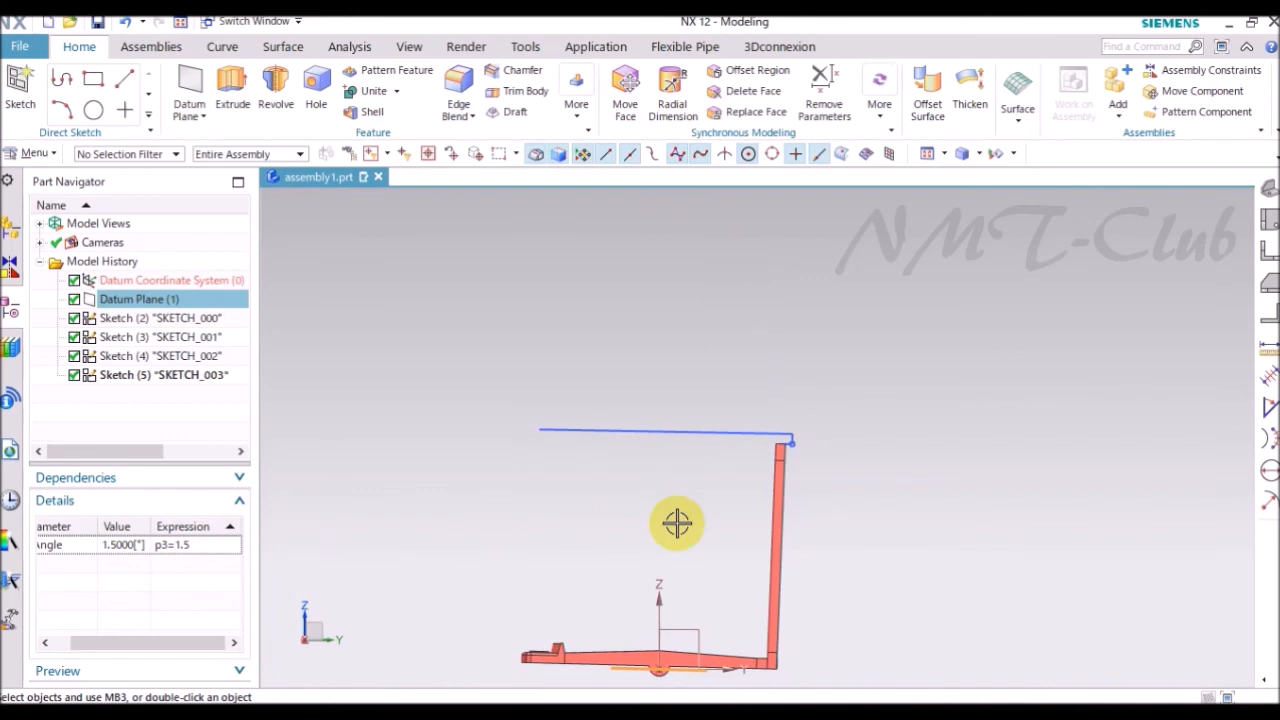 NX
Switch Window
NX 12 - Modeling
SIEMENS
File
Home
Assemblies
Curve
Surface
Analysis
View
Render
Tools
Application
Flexible Pipe
3Dconnexion
Find a Command
Sketch
Direct Sketch
Datum Plane
Extrude
Revolve
Hole
Pattern Feature
Unite
Shell
Edge Blend
Chamfer
Trim Body
Draft
More
Feature
Move Face
Radial Dimension
Offset Region
Delete Face
Replace Face
Remove Parameters
More
Synchronous Modeling
Offset Surface
Thicken
Surface
Work on Assembly
Add
Assembly Constraints
Move Component
Pattern Component
Assemblies
Menu
No Selection Filter
Entire Assembly
Part Navigator
assembly1.prt
Name
Model Views
Cameras
Model History
Datum Coordinate System (0)
Datum Plane (1)
Sketch (2) "SKETCH_000"
Sketch (3) "SKETCH_001"
Sketch (4) "SKETCH_002"
Sketch (5) "SKETCH_003"
Dependencies
Details
ameter
Value
Expression
Angle
1.5000[°]
p3=1.5
Preview
NMT-Club
Z
Y
Z
Y
Select objects and use MB3, or double-click an object